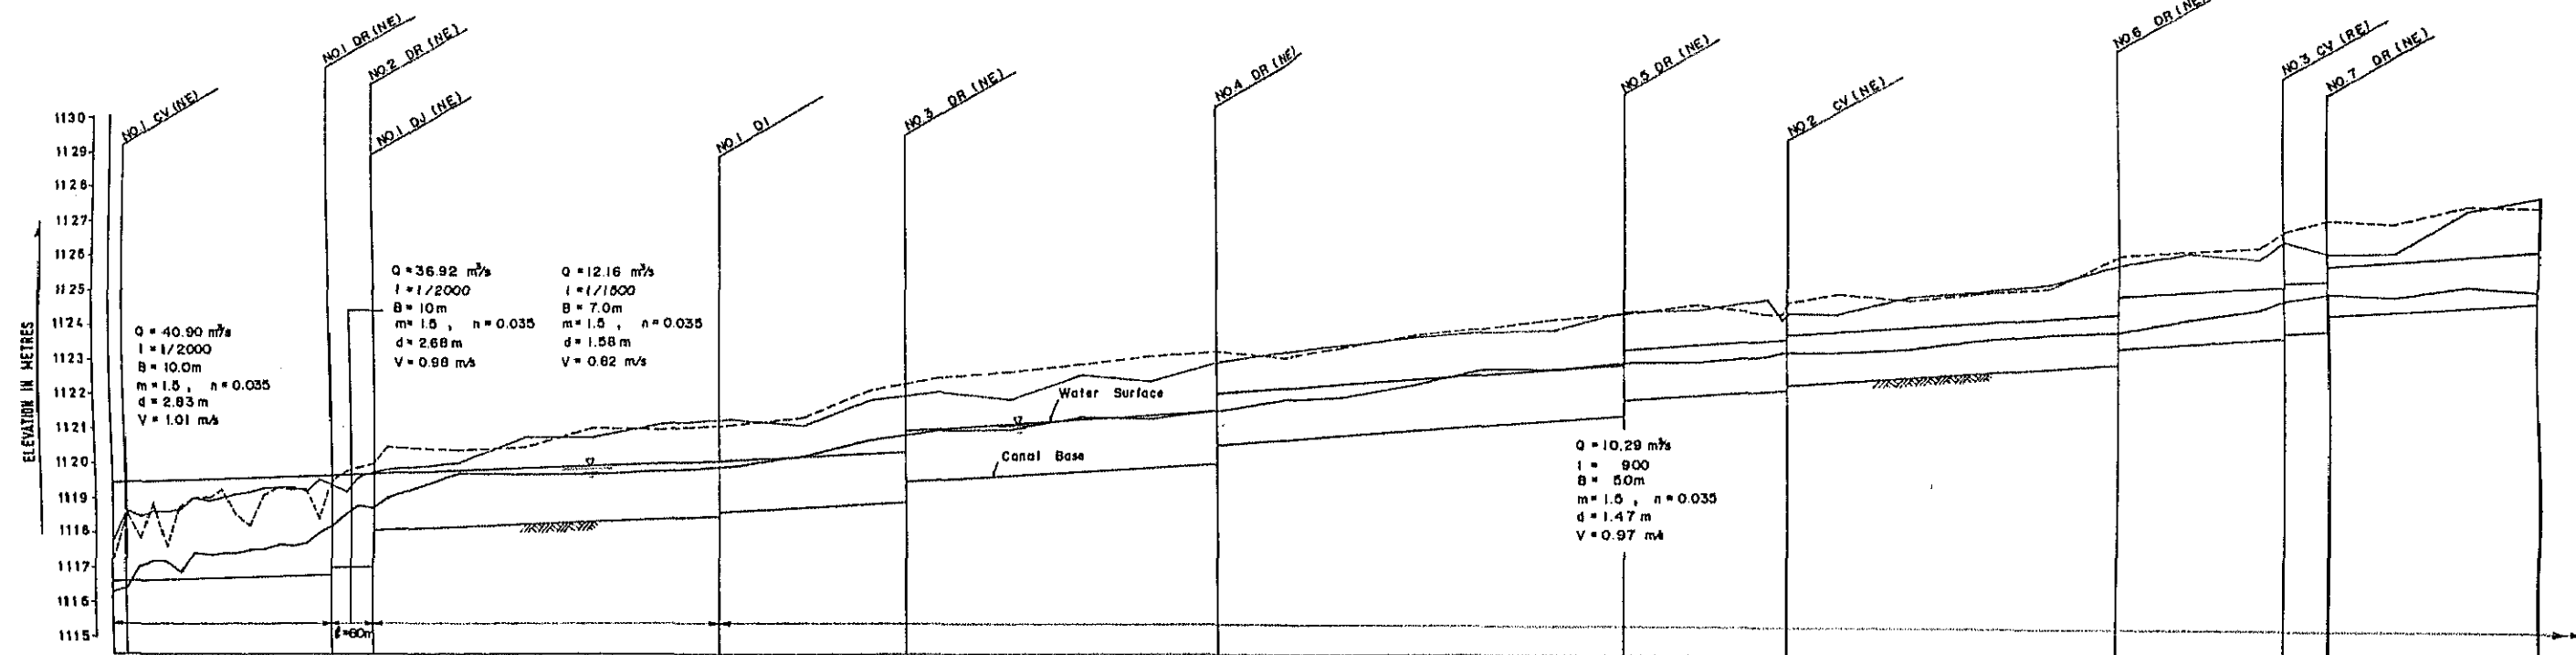 NO.1 CV (NE)
NO.1 DR (NE)
NO.2 DR (NE)
NO.1 DJ (NE)
NO.1 DI
NO.3 DR (NE)
NO.4 DR (NE)
NO.5 DR (NE)
NO.2 CV (NE)
NO.6 DR (NE)
NO.3 CV (RE)
NO.7 DR (NE)
ELEVATION IN METRES
1130
1129
1128
1127
1126
1125
1124
1123
1122
1121
1120
1119
1118
1117
1116
1115
Q = 40.90 m³/s
I = 1/2000
B = 10.0m
m = 1.5 , n = 0.035
d = 2.83 m
V = 1.01 m/s
Q = 36.92 m³/s
I = 1/2000
B = 10m
m = 1.5 , n = 0.035
d = 2.68 m
V = 0.98 m/s
Q = 12.16 m³/s
I = 1/1500
B = 7.0m
m = 1.5 , n = 0.035
d = 1.58 m
V = 0.82 m/s
Water Surface
Canal Base
Q = 10.29 m³/s
I = 900
B = 5.0m
m = 1.5 , n = 0.035
d = 1.47 m
V = 0.97 m/s
ℓ = 60m